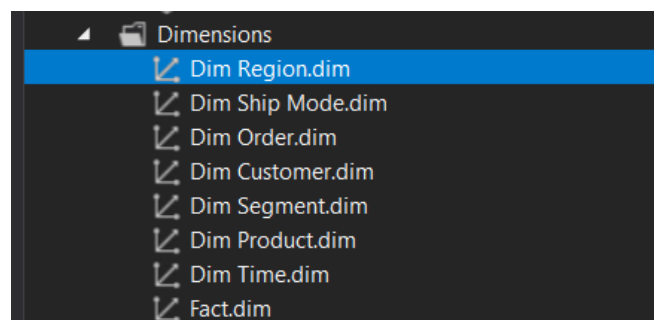 Dimensions
Dim Region.dim
Dim Ship Mode.dim
Dim Order.dim
Dim Customer.dim
Dim Segment.dim
Dim Product.dim
Dim Time.dim
Fact.dim